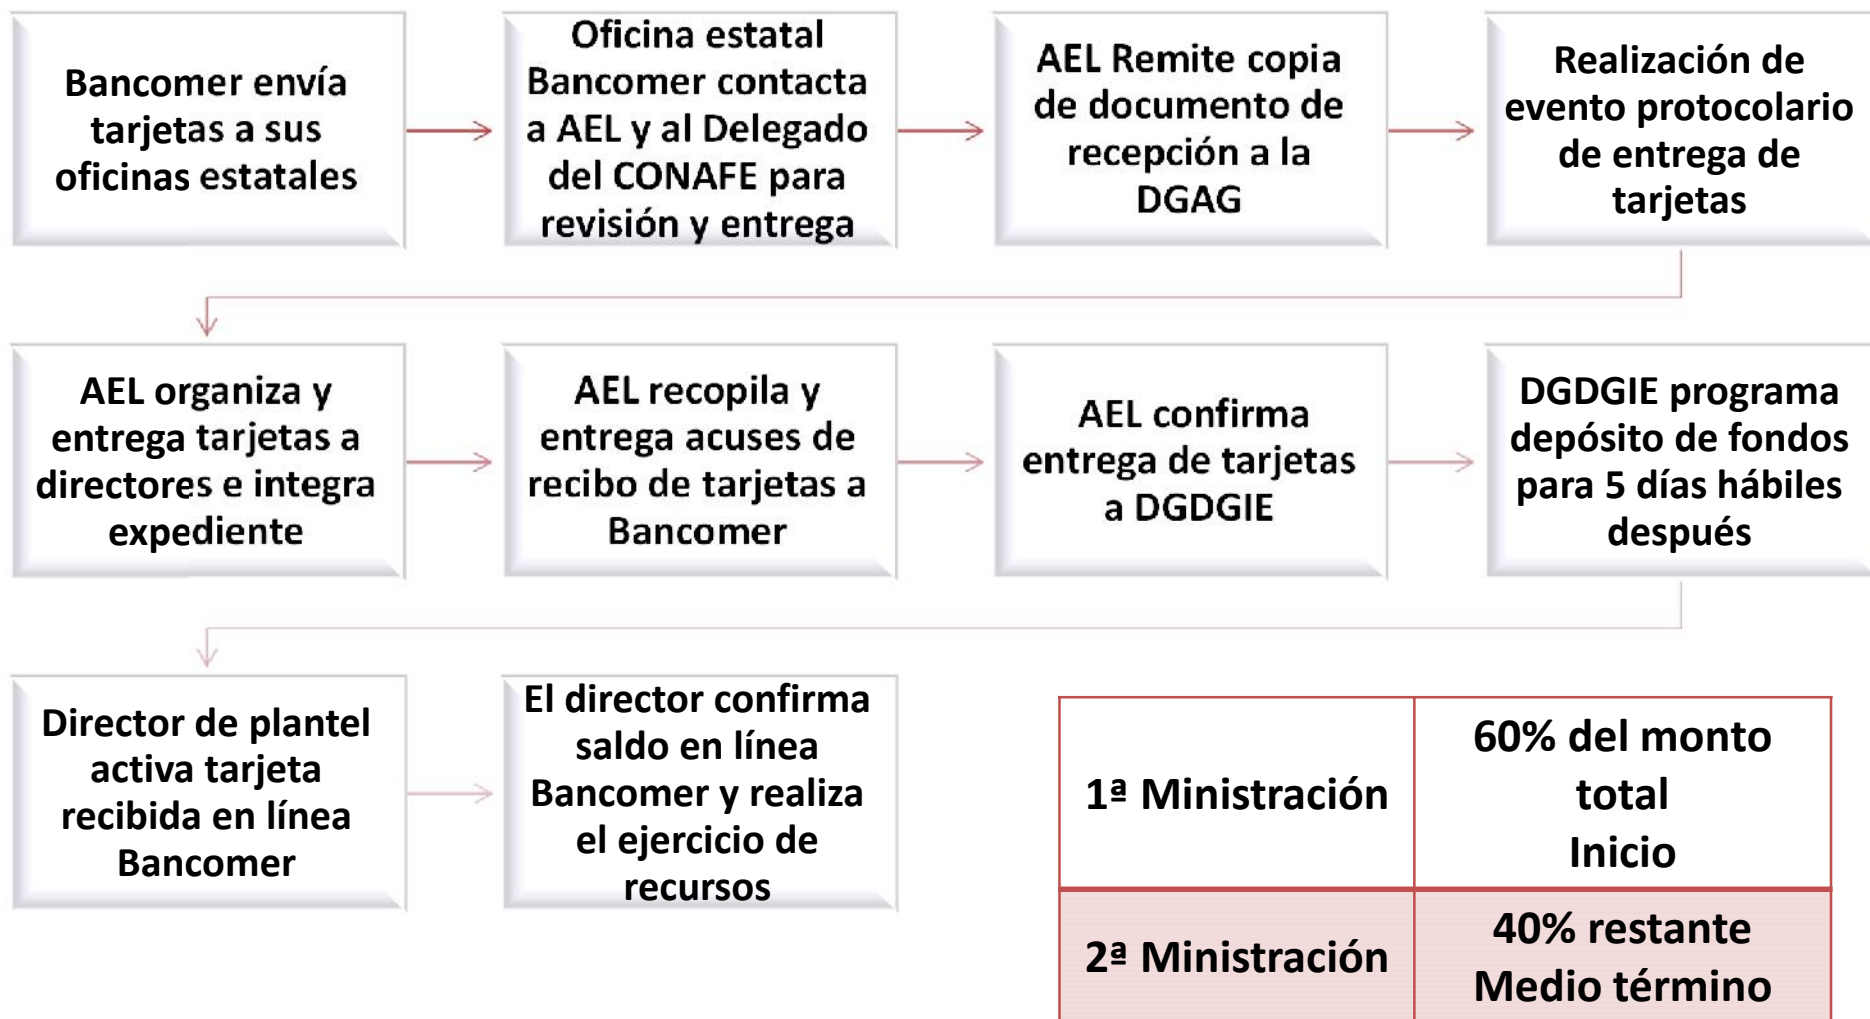 Bancomer envía
tarjetas a sus
oficinas estatales
Oficina estatal
Bancomer contacta
a AEL y al Delegado
del CONAFE para
revisión y entrega
AEL Remite copia
de documento de
recepción a la
DGAG
Realización de
evento protocolario
de entrega de
tarjetas
AEL organiza y
entrega tarjetas a
directores e integra
expediente
AEL recopila y
entrega acuses de
recibo de tarjetas a
Bancomer
AEL confirma
entrega de tarjetas
a DGDGIE
DGDGIE programa
depósito de fondos
para 5 días hábiles
después
Director de plantel
activa tarjeta
recibida en línea
Bancomer
El director confirma
saldo en línea
Bancomer y realiza
el ejercicio de
recursos
1ª Ministración
60% del monto
total
Inicio
2ª Ministración
40% restante
Medio término